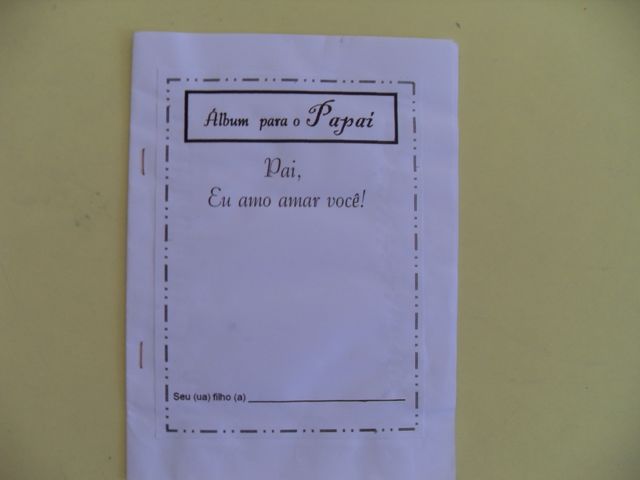 Álbum para o Papai
Pai,
Eu amo amar você!
Seu (ua) filho (a)